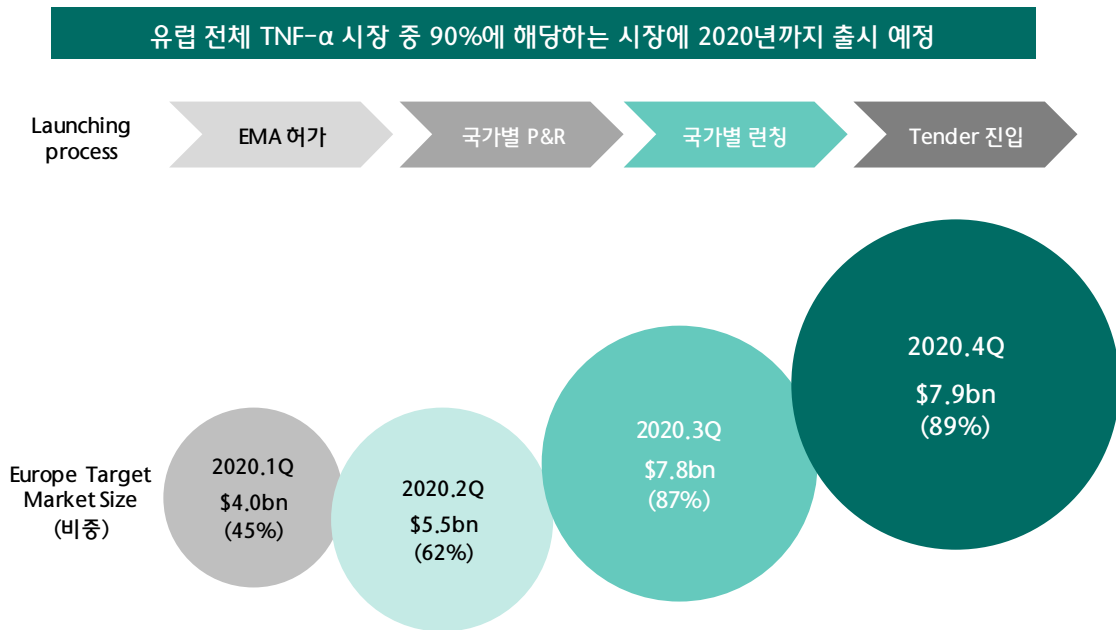 유럽 전체 TNF-α 시장 중 90%에 해당하는 시장에 2020년까지 출시 예정
Launching
process
EMA 허가
국가별 P&R
국가별 런칭
Tender 진입
Europe Target
Market Size
(비중)
2020.1Q
$4.0bn
(45%)
2020.2Q
$5.5bn
(62%)
2020.3Q
$7.8bn
(87%)
2020.4Q
$7.9bn
(89%)